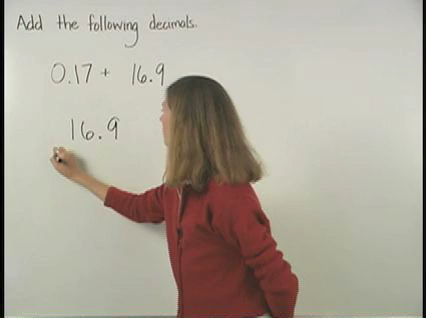 Add the following decimals.
0.17 + 16.9
16.9